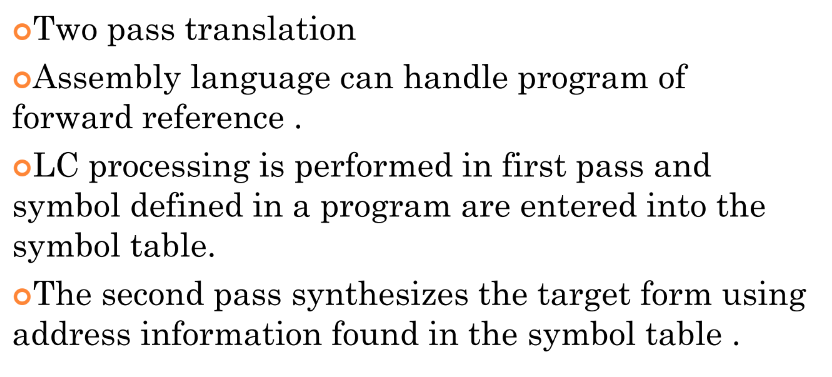 Two pass translation
Assembly language can handle program of
forward reference .
LC processing is performed in first pass and
symbol defined in a program are entered into the
symbol table.
The second pass synthesizes the target form using
address information found in the symbol table .